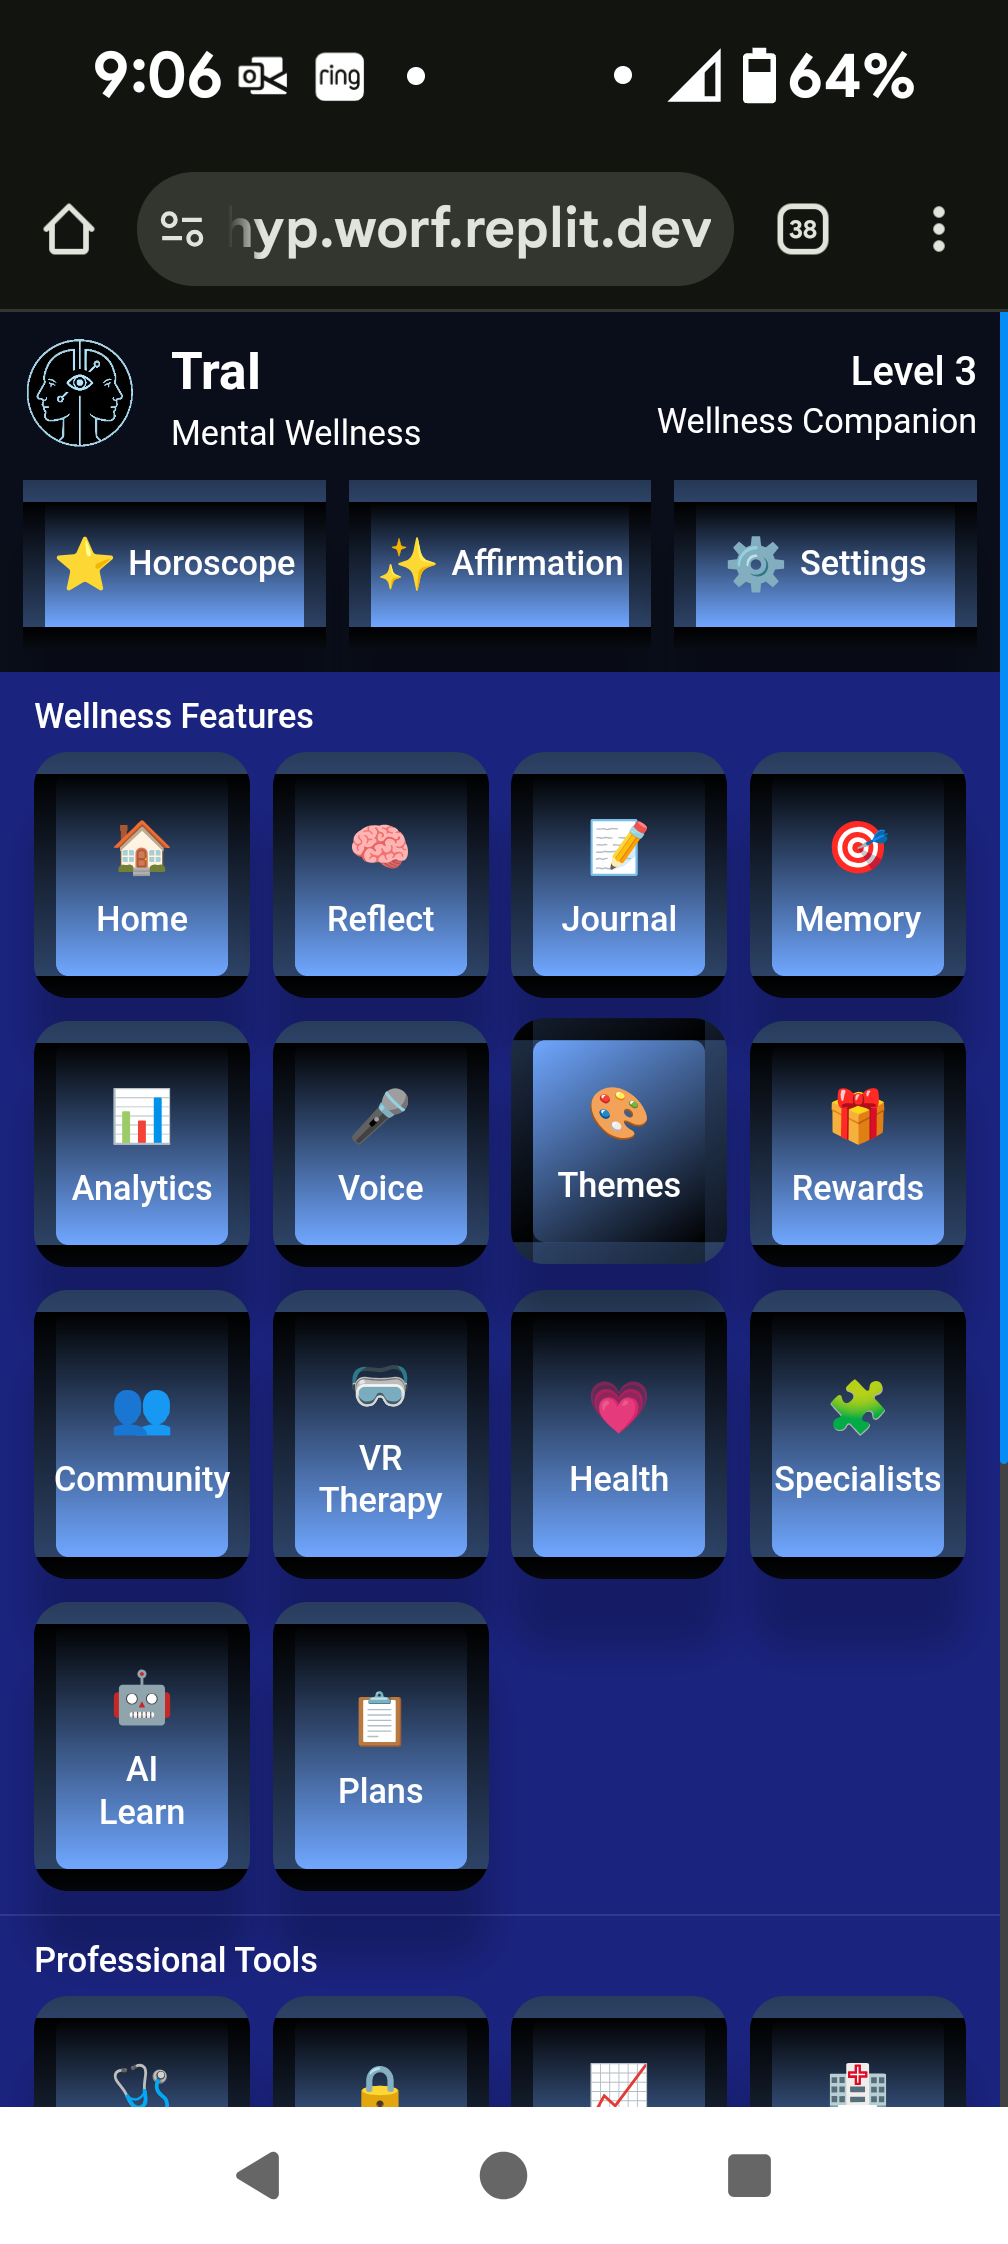 9:06 ring 64%
hyp.worf.replit.dev 38
Tral
Mental Wellness
Level 3
Wellness Companion
Horoscope Affirmation Settings
Wellness Features
Home Reflect Journal Memory
Analytics Voice Themes Rewards
Community VR Therapy Health Specialists
AI Learn Plans
Professional Tools